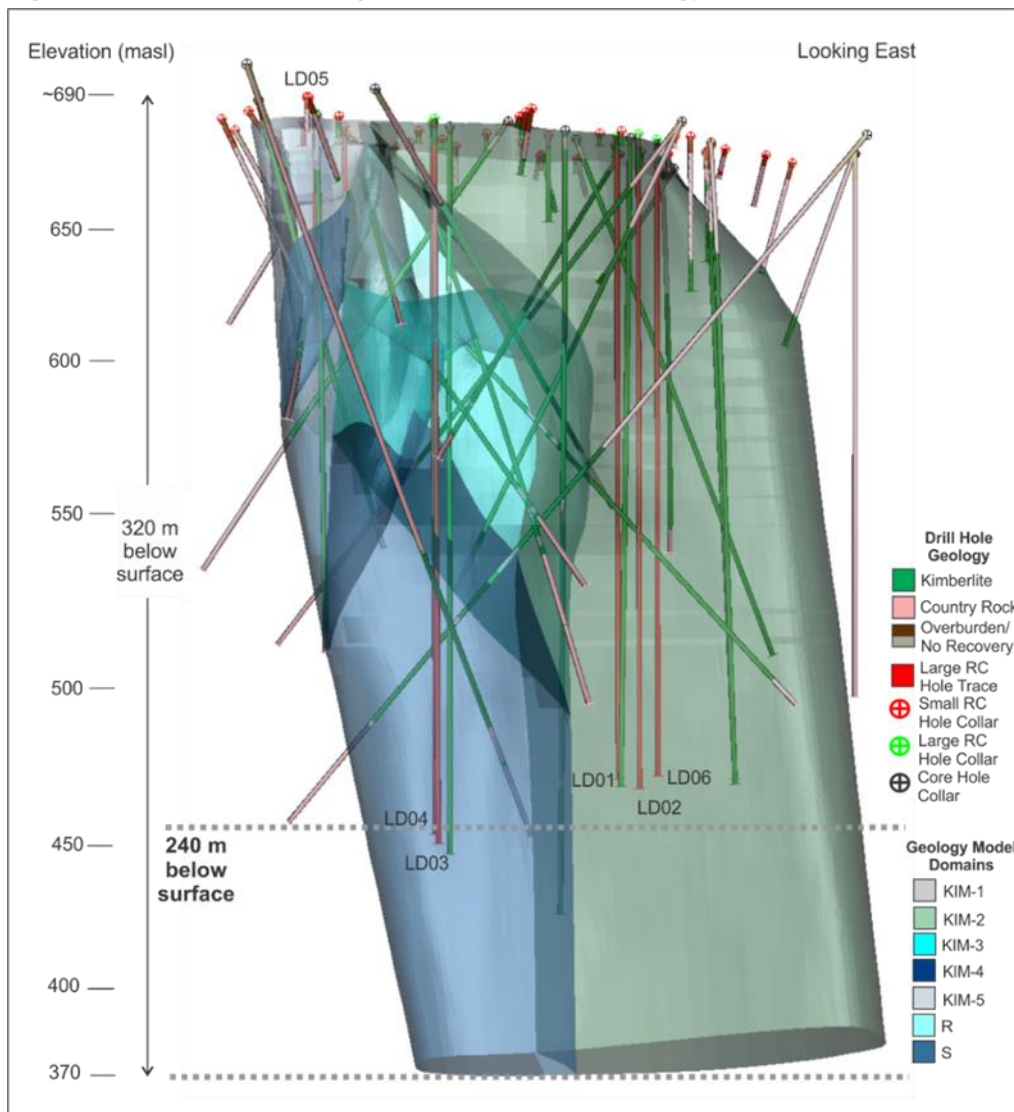 Elevation (masl)
Looking East
LD05
~690
650
600
550
320 m
below
surface
500
450
240 m
below
surface
400
370
LD01
LD06
LD02
LD04
LD03
Drill Hole
Geology
Kimberlite
Country Rock
Overburden/
No Recovery
Large RC
Hole Trace
Small RC
Hole Collar
Large RC
Hole Collar
Core Hole
Collar
Geology Model
Domains
KIM-1
KIM-2
KIM-3
KIM-4
KIM-5
R
S